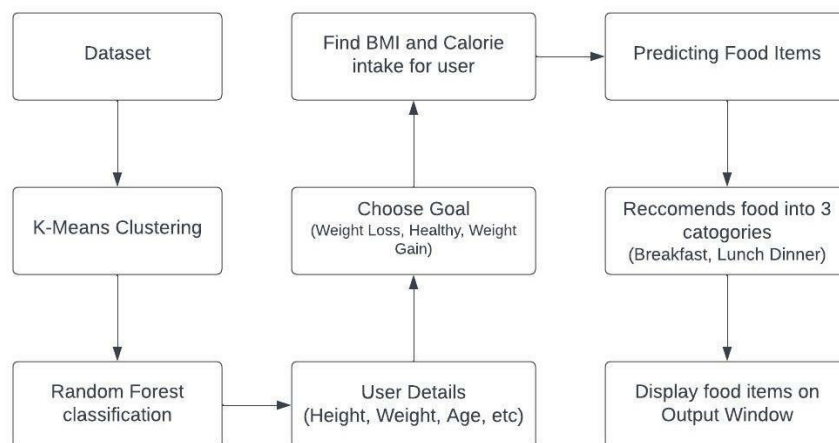 Dataset
K-Means Clustering
Random Forest
classification
User Details
(Height, Weight, Age, etc)
Choose Goal
(Weight Loss, Healthy, Weight
Gain)
Find BMI and Calorie
intake for user
Predicting Food Items
Reccomends food into 3
catogories
(Breakfast, Lunch Dinner)
Display food items on
Output Window